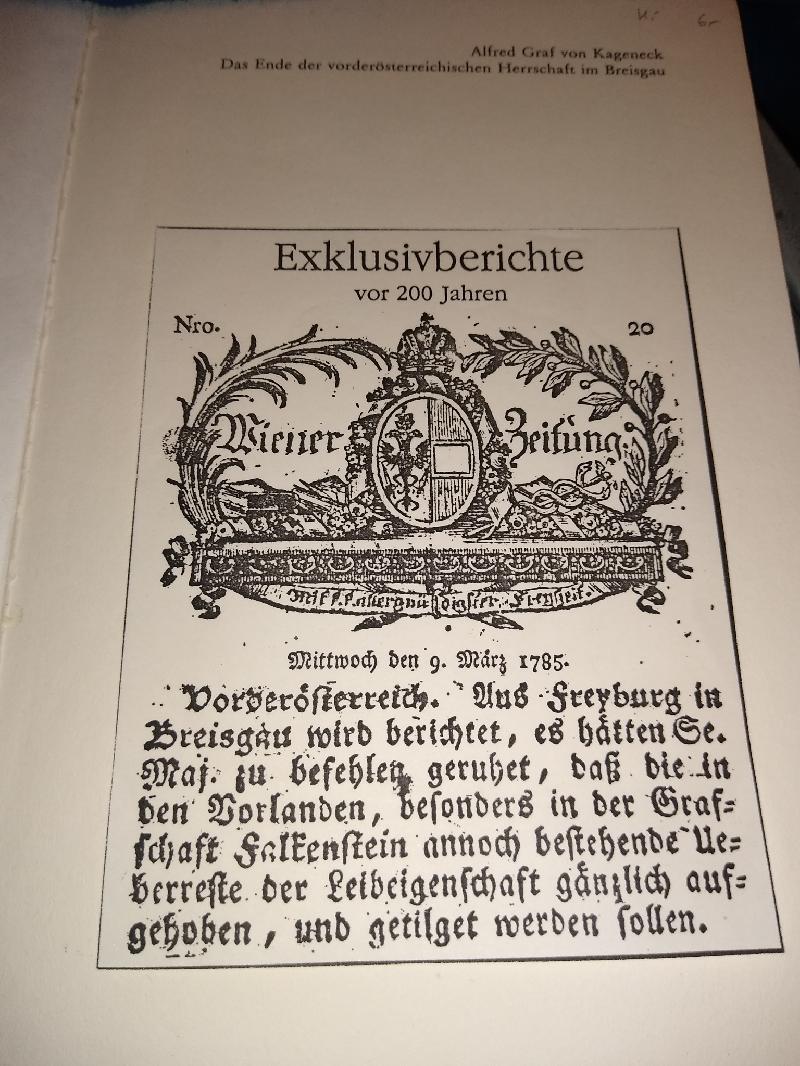 Alfred Graf von Kageneck
Das Ende der vorderösterreichischen Herrschaft im Breisgau
Exklusivberichte
vor 200 Jahren
Nro. 20
Wiener Zeitung.
Mit k.k. allergnädigster Freyheit.
Mittwoch den 9. März 1785.
Vorderösterreich. Aus Freyburg in
Breisgau wird berichtet, es hätten Se.
Maj. zu befehlen geruhet, daß die in
den Vorlanden, besonders in der Graf-
schaft Falkenstein annoch bestehende Ue-
berreste der Leibeigenschaft gänzlich auf-
gehoben, und getilget werden sollen.